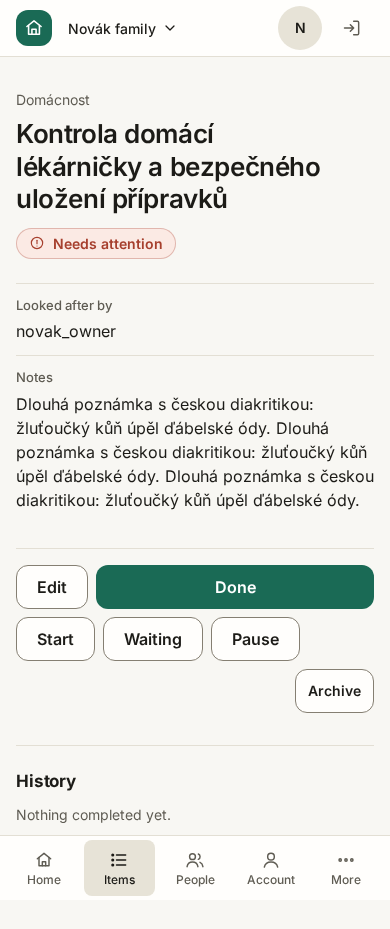 Novák family
N
Domácnost
Kontrola domácí
lékárničky a bezpečného
uložení přípravků
Needs attention
Looked after by
novak_owner
Notes
Dlouhá poznámka s českou diakritikou:
žluťoučký kůň úpěl ďábelské ódy. Dlouhá
poznámka s českou diakritikou: žluťoučký kůň
úpěl ďábelské ódy. Dlouhá poznámka s českou
diakritikou: žluťoučký kůň úpěl ďábelské ódy.
Edit
Done
Start
Waiting
Pause
Archive
History
Nothing completed yet.
Home
Items
People
Account
More